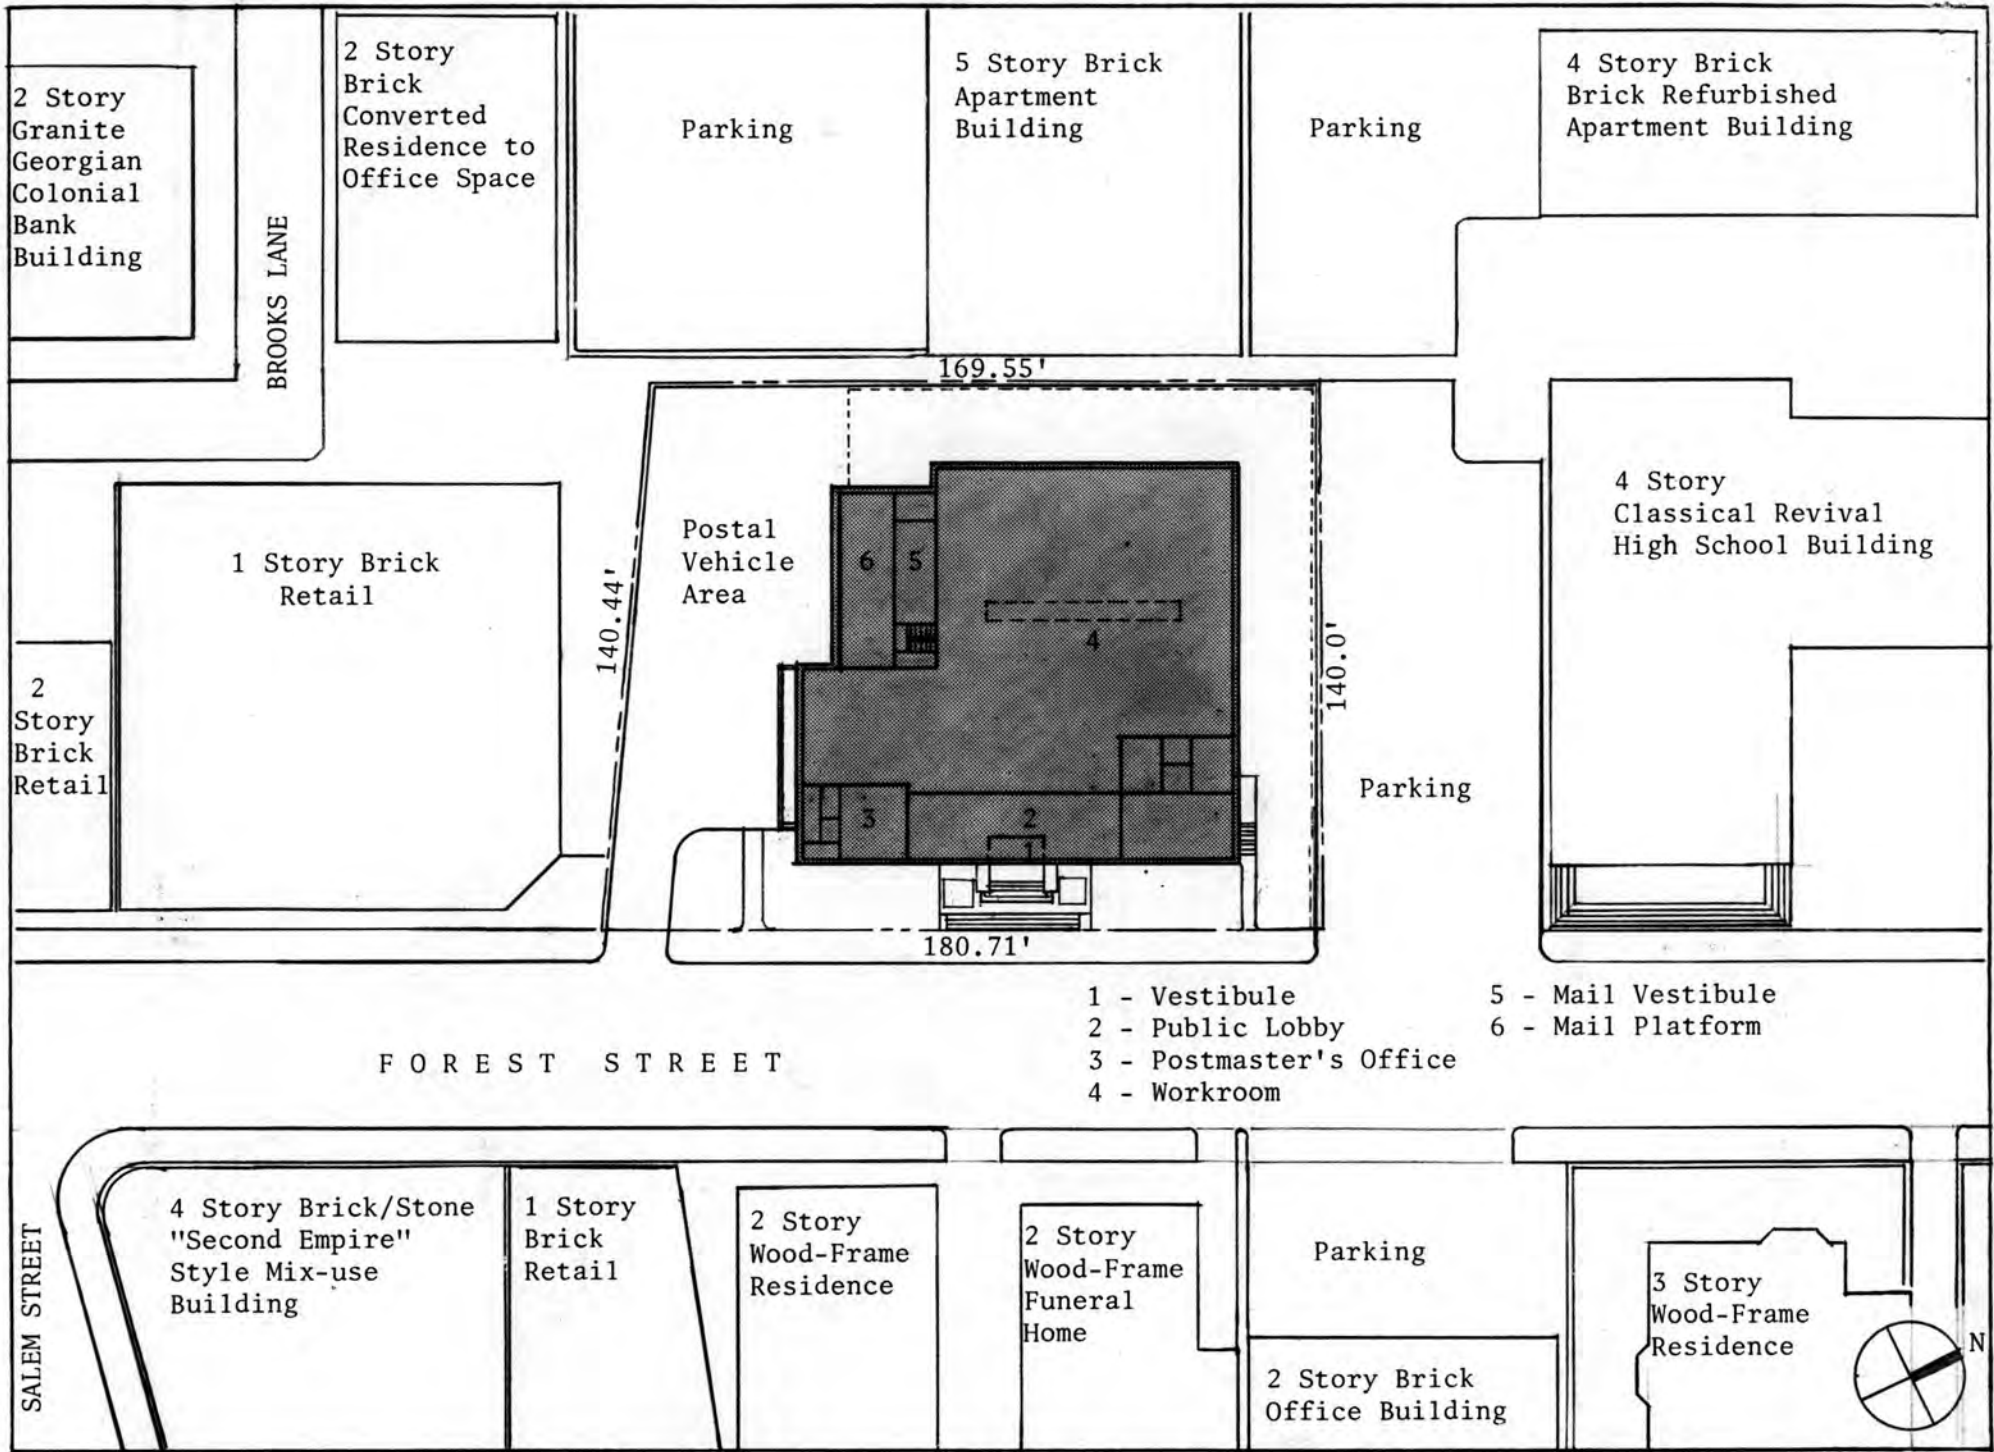 2 Story
Granite
Georgian
Colonial
Bank
Building
BROOKS LANE
2 Story
Brick
Converted
Residence to
Office Space
Parking
5 Story Brick
Apartment
Building
Parking
4 Story Brick
Brick Refurbished
Apartment Building
169.55'
1 Story Brick
Retail
2
Story
Brick
Retail
140.44'
Postal
Vehicle
Area
6
5
4
3
2
1
140.0'
Parking
4 Story
Classical Revival
High School Building
180.71'
1 - Vestibule
2 - Public Lobby
3 - Postmaster's Office
4 - Workroom
5 - Mail Vestibule
6 - Mail Platform
FOREST STREET
SALEM STREET
4 Story Brick/Stone
"Second Empire"
Style Mix-use
Building
1 Story
Brick
Retail
2 Story
Wood-Frame
Residence
2 Story
Wood-Frame
Funeral
Home
Parking
2 Story Brick
Office Building
3 Story
Wood-Frame
Residence
N